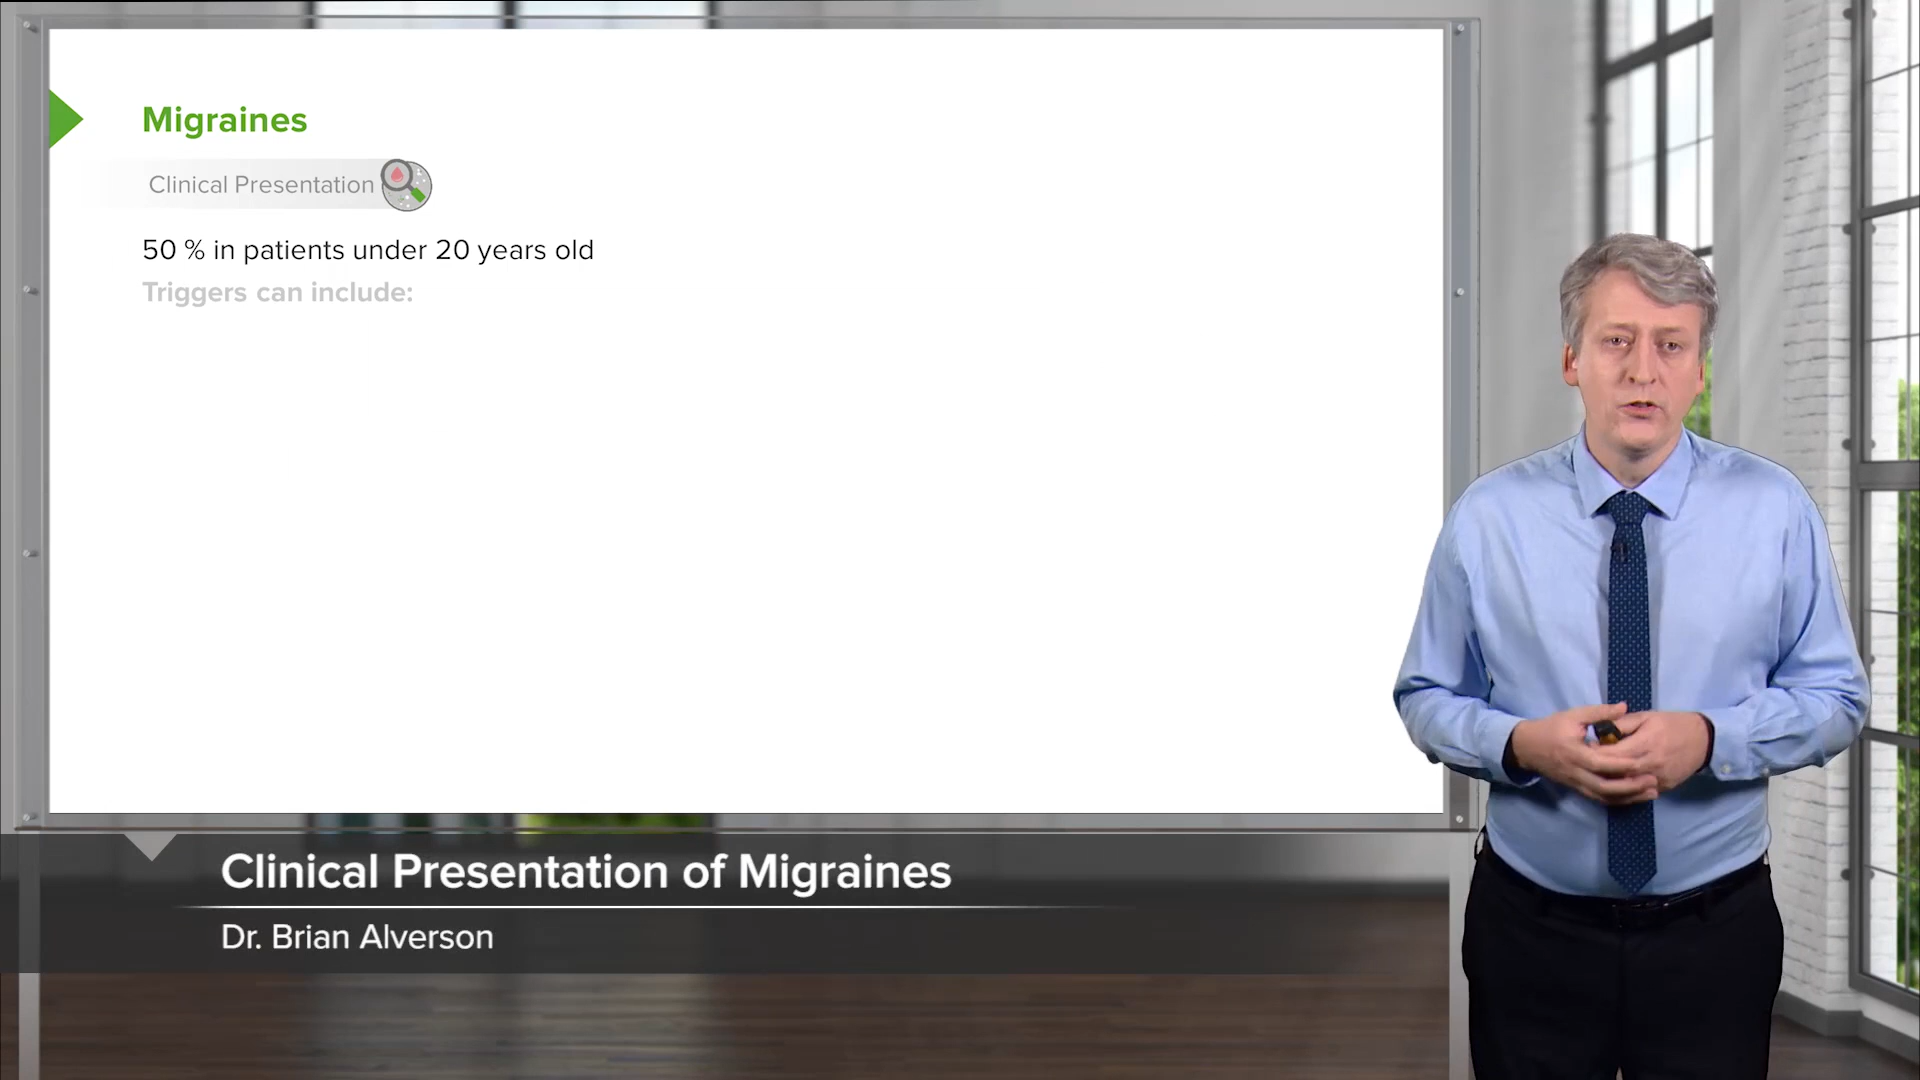 Migraines
Clinical Presentation
50 % in patients under 20 years old
Triggers can include:
Clinical Presentation of Migraines
Dr. Brian Alverson